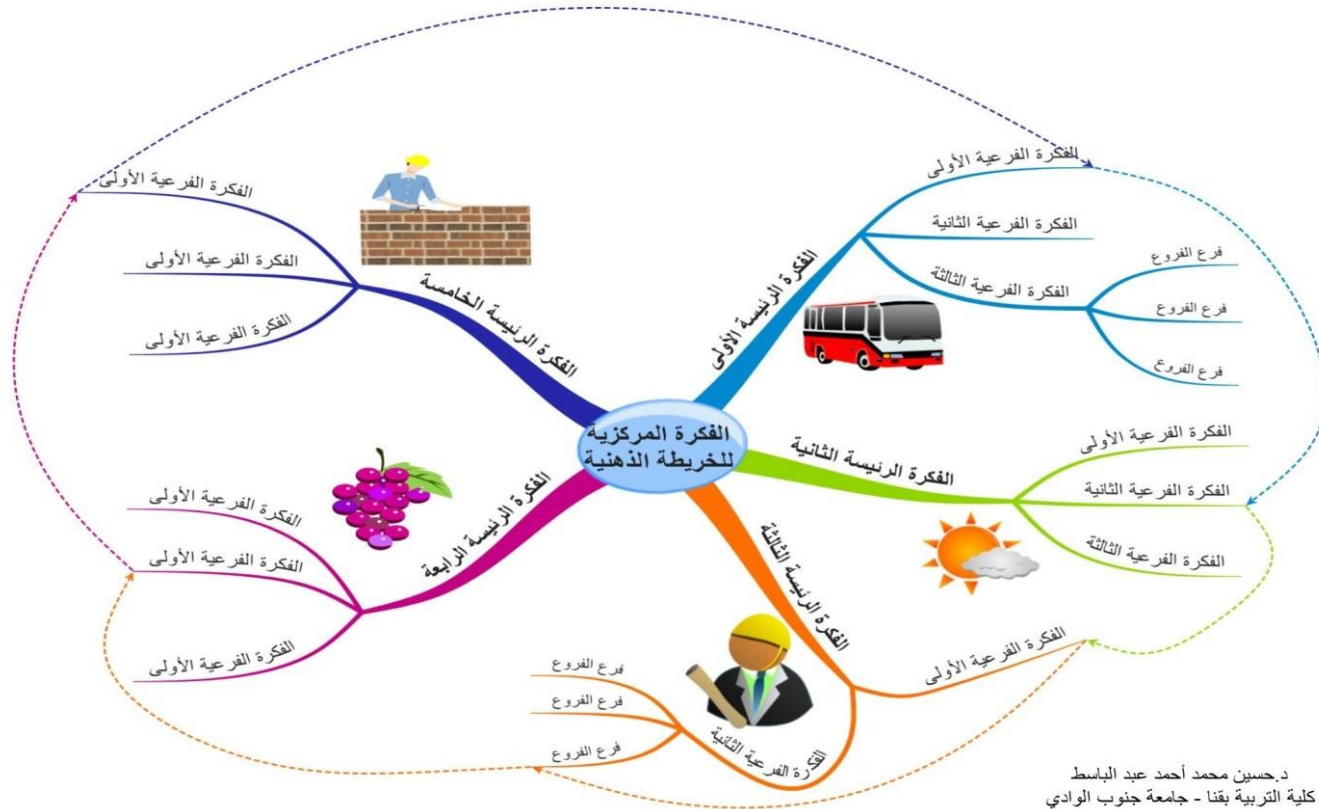 الفكرة المركزية
للخريطة الذهنية
الفكرة الرئيسة الأولى
الفكرة الفرعية الأولى
الفكرة الفرعية الثانية
الفكرة الفرعية الثالثة
فرع الفروع
فرع الفروع
فرع الفروع
الفكرة الرئيسة الثانية
الفكرة الفرعية الأولى
الفكرة الفرعية الثانية
الفكرة الفرعية الثالثة
الفكرة الرئيسة الثالثة
الفكرة الفرعية الأولى
الفكرة الفرعية الثانية
فرع الفروع
فرع الفروع
فرع الفروع
الفكرة الرئيسة الرابعة
الفكرة الفرعية الأولى
الفكرة الفرعية الأولى
الفكرة الفرعية الأولى
الفكرة الرئيسة الخامسة
الفكرة الفرعية الأولى
الفكرة الفرعية الأولى
الفكرة الفرعية الأولى
د.حسين محمد أحمد عبد الباسط
كلية التربية بقنا - جامعة جنوب الوادي